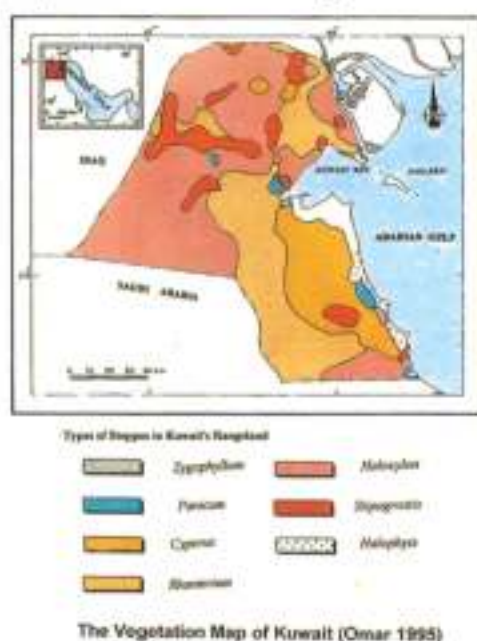 IRAQ
KUWAIT BAY
ARABIAN GULF
SAUDI ARABIA
Types of Steppes in Kuwait's Rangeland
Zygophyllum
Haloxylon
Panicum
Stipagrostis
Cyperus
Halophyta
Rhanterium
The Vegetation Map of Kuwait (Omar 1995)